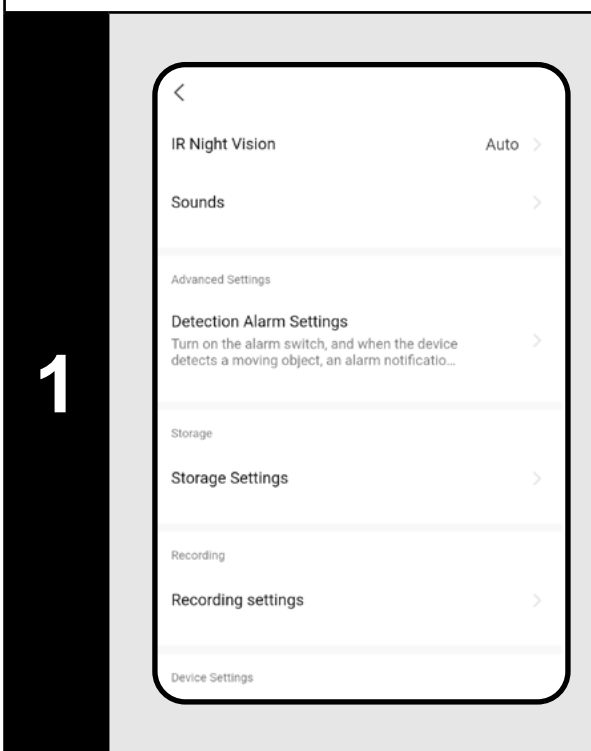 1
IR Night Vision Auto
Sounds
Advanced Settings
Detection Alarm Settings
Turn on the alarm switch, and when the device
detects a moving object, an alarm notificatio...
Storage
Storage Settings
Recording
Recording settings
Device Settings